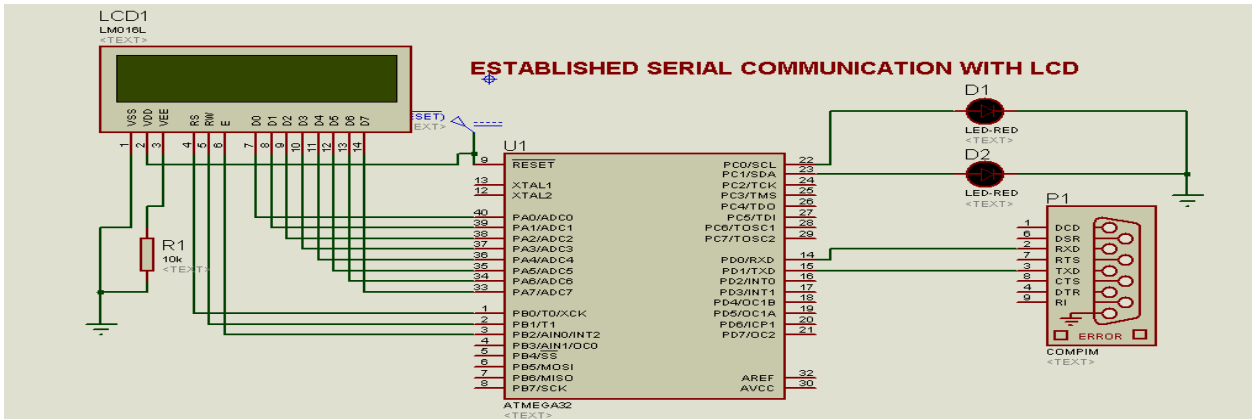 LCD1
LM016L
<TEXT>
ESTABLISHED SERIAL COMMUNICATION WITH LCD
VSS VDD VEE RS RW E D0 D1 D2 D3 D4 D5 D6 D7
1 2 3 4 5 6 7 8 9 10 11 12 13 14
R1
10k
<TEXT>
U1
9 RESET
13 XTAL1
12 XTAL2
40 PA0/ADC0
39 PA1/ADC1
38 PA2/ADC2
37 PA3/ADC3
36 PA4/ADC4
35 PA5/ADC5
34 PA6/ADC6
33 PA7/ADC7
1 PB0/T0/XCK
2 PB1/T1
3 PB2/AIN0/INT2
4 PB3/AIN1/OC0
5 PB4/SS
6 PB5/MOSI
7 PB6/MISO
8 PB7/SCK
PC0/SCL 22
PC1/SDA 23
PC2/TCK 24
PC3/TMS 25
PC4/TDO 26
PC5/TDI 27
PC6/TOSC1 28
PC7/TOSC2 29
PD0/RXD 14
PD1/TXD 15
PD2/INT0 16
PD3/INT1 17
PD4/OC1B 18
PD5/OC1A 19
PD6/ICP1 20
PD7/OC2 21
AREF 32
AVCC 30
ATMEGA32
<TEXT>
D1
LED-RED
<TEXT>
D2
LED-RED
<TEXT>
P1
1 DCD
6 DSR
2 RXD
7 RTS
3 TXD
8 CTS
4 DTR
9 RI
ERROR
COMPIM
<TEXT>